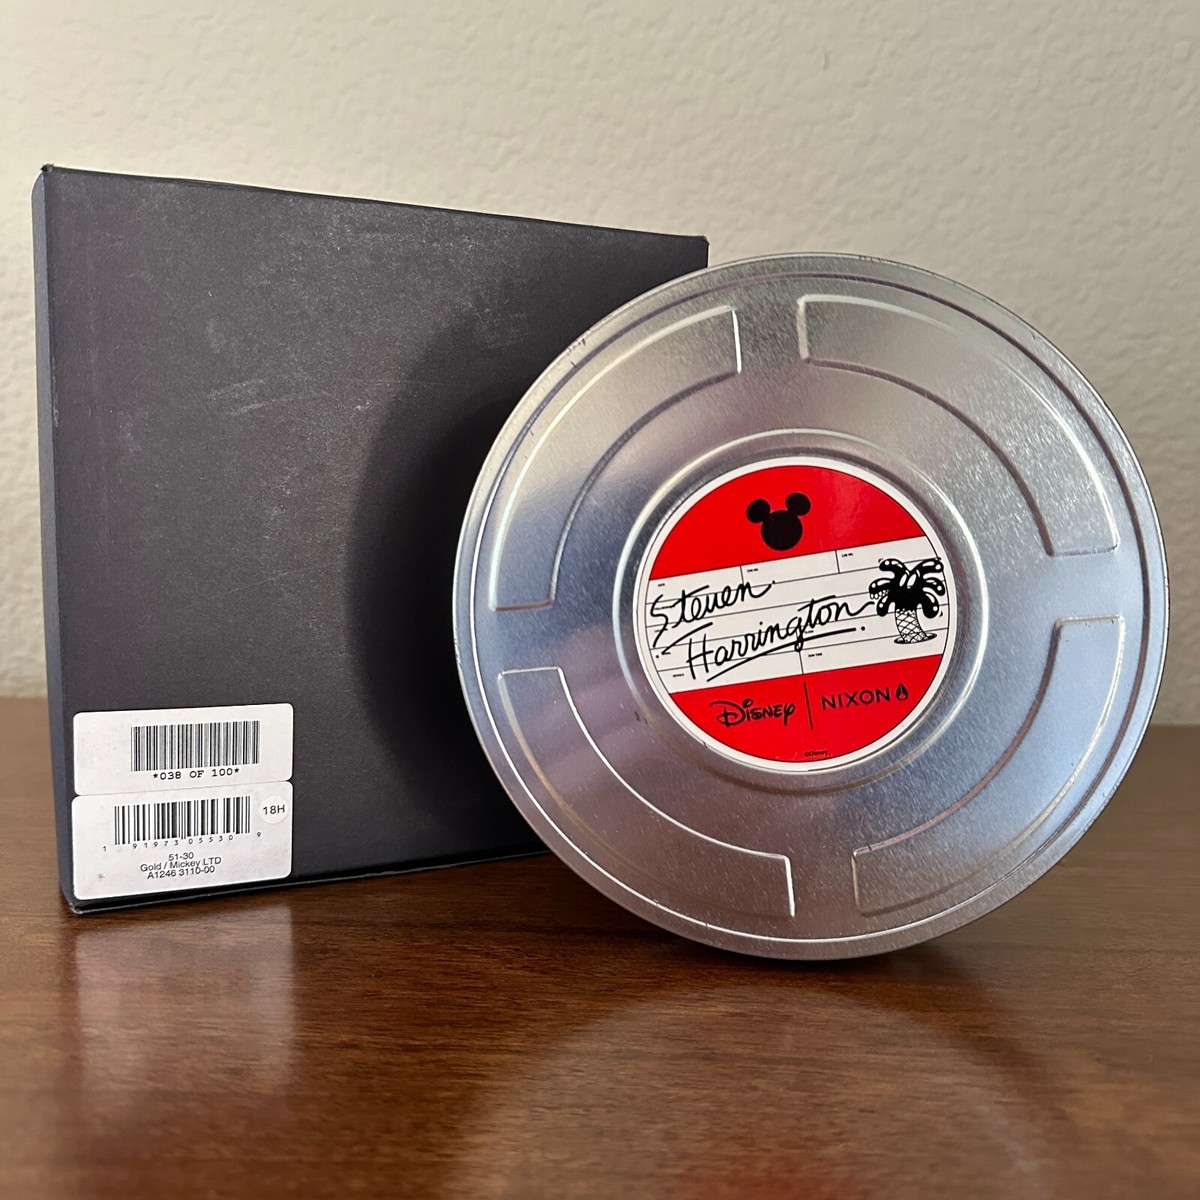 *038 OF 100*
18H
1 91973 05530 9
51-30
Gold / Mickey LTD
A1246 3110-00
Steven
Harrington
Disney | NIXON
©Disney